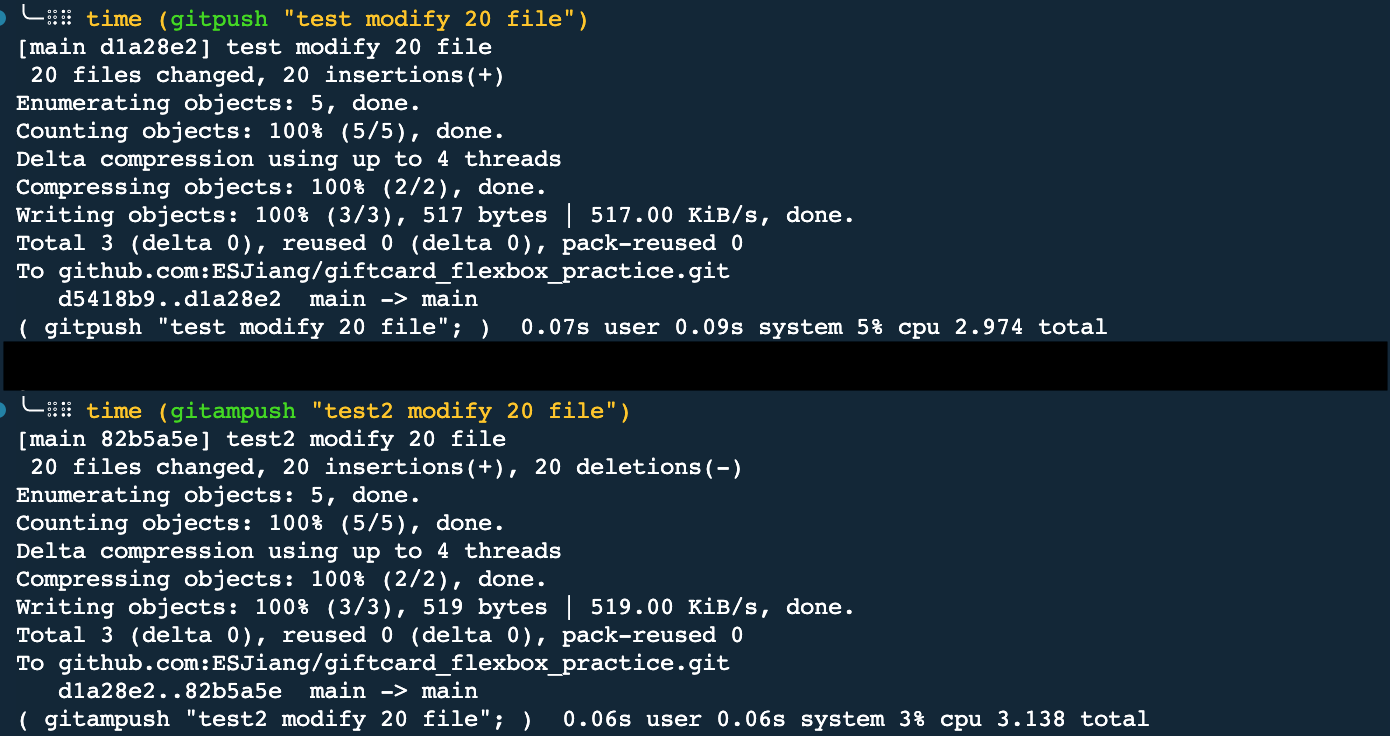 time (gitpush "test modify 20 file")
[main d1a28e2] test modify 20 file
 20 files changed, 20 insertions(+)
Enumerating objects: 5, done.
Counting objects: 100% (5/5), done.
Delta compression using up to 4 threads
Compressing objects: 100% (2/2), done.
Writing objects: 100% (3/3), 517 bytes | 517.00 KiB/s, done.
Total 3 (delta 0), reused 0 (delta 0), pack-reused 0
To github.com:ESJiang/giftcard_flexbox_practice.git
   d5418b9..d1a28e2  main -> main
( gitpush "test modify 20 file"; )  0.07s user 0.09s system 5% cpu 2.974 total
time (gitampush "test2 modify 20 file")
[main 82b5a5e] test2 modify 20 file
 20 files changed, 20 insertions(+), 20 deletions(-)
Enumerating objects: 5, done.
Counting objects: 100% (5/5), done.
Delta compression using up to 4 threads
Compressing objects: 100% (2/2), done.
Writing objects: 100% (3/3), 519 bytes | 519.00 KiB/s, done.
Total 3 (delta 0), reused 0 (delta 0), pack-reused 0
To github.com:ESJiang/giftcard_flexbox_practice.git
   d1a28e2..82b5a5e  main -> main
( gitampush "test2 modify 20 file"; )  0.06s user 0.06s system 3% cpu 3.138 total